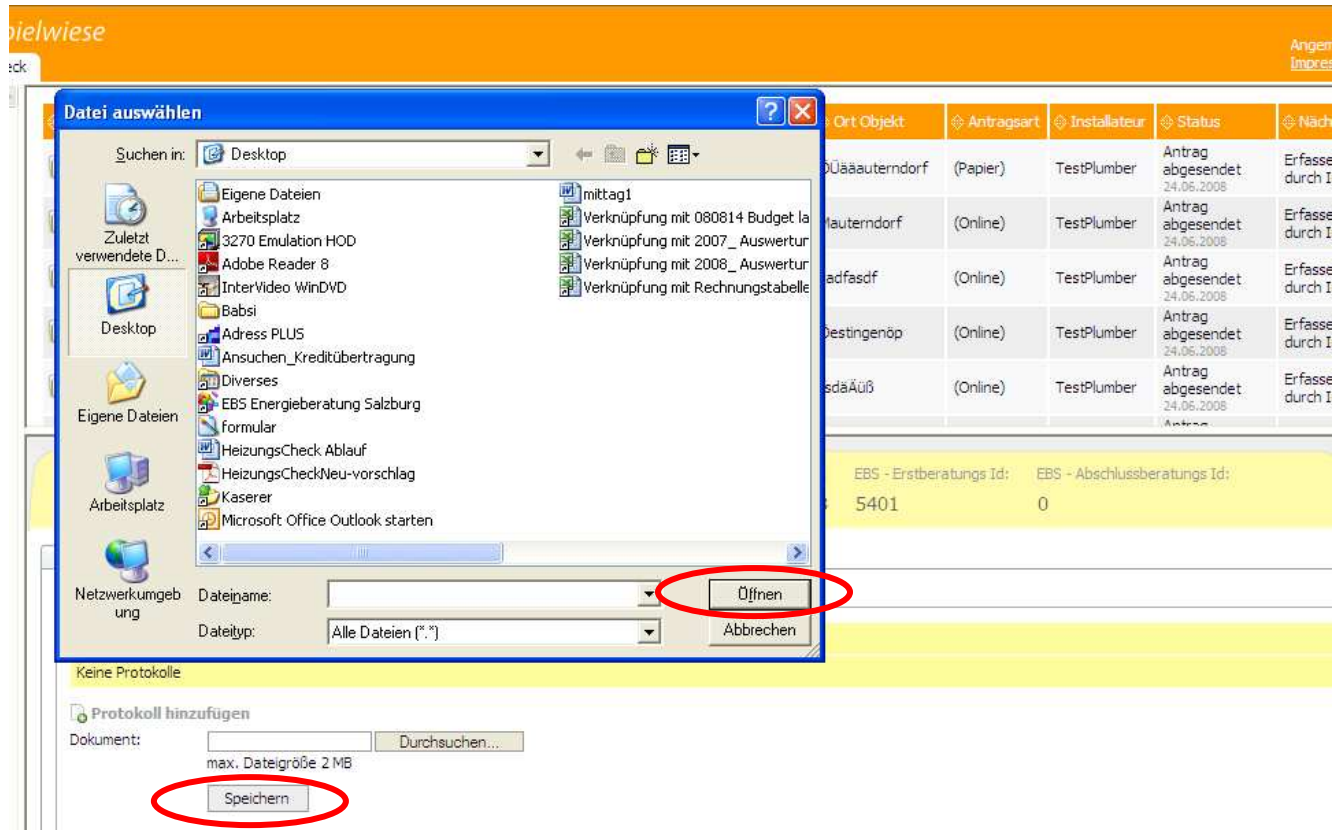 ielwiese
Angem
Impres
eck
Datei auswählen
Ort Objekt
Antragsart
Installateur
Status
Näch
Suchen in:
Desktop
Zuletzt
verwendete D...
Desktop
Eigene Dateien
Arbeitsplatz
Netzwerkumgeb
ung
Eigene Dateien
Arbeitsplatz
3270 Emulation HOD
Adobe Reader 8
InterVideo WinDVD
Babsi
Adress PLUS
Ansuchen_Kreditübertragung
Diverses
EBS Energieberatung Salzburg
formular
HeizungsCheck Ablauf
HeizungsCheckNeu-vorschlag
Kaserer
Microsoft Office Outlook starten
mittag1
Verknüpfung mit 080814 Budget la
Verknüpfung mit 2007_ Auswertur
Verknüpfung mit 2008_ Auswertur
Verknüpfung mit Rechnungstabelle
Dateiname:
Öffnen
Dateityp:
Alle Dateien (*.*)
Abbrechen
ÖÜääauterndorf
(Papier)
TestPlumber
Antrag
abgesendet
24.06.2008
Erfasse
durch I
Mauterndorf
(Online)
TestPlumber
Antrag
abgesendet
24.06.2008
Erfasse
durch I
adfasdf
(Online)
TestPlumber
Antrag
abgesendet
24.06.2008
Erfasse
durch I
Destingenöp
(Online)
TestPlumber
Antrag
abgesendet
24.06.2008
Erfasse
durch I
sdäÄüß
(Online)
TestPlumber
Antrag
abgesendet
24.06.2008
Erfasse
durch I
Antrag
EBS - Erstberatungs Id:
EBS - Abschlussberatungs Id:
5401
0
Keine Protokolle
Protokoll hinzufügen
Dokument:
Durchsuchen...
max. Dateigröße 2 MB
Speichern